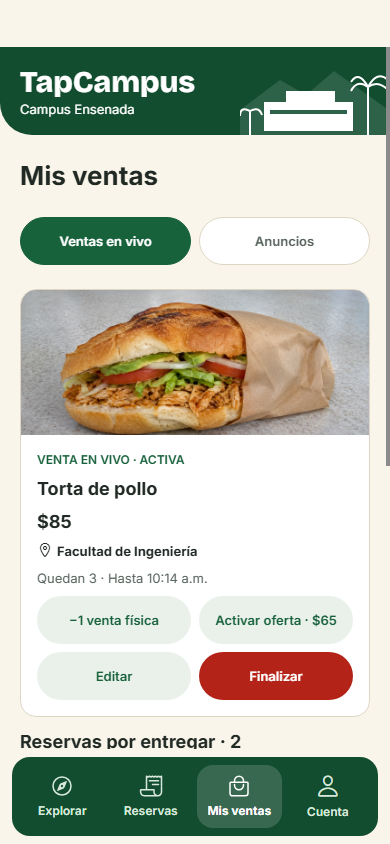 TapCampus
Campus Ensenada
Mis ventas
Ventas en vivo
Anuncios
VENTA EN VIVO · ACTIVA
Torta de pollo
$85
Facultad de Ingeniería
Quedan 3 · Hasta 10:14 a.m.
−1 venta física
Activar oferta · $65
Editar
Finalizar
Reservas por entregar · 2
Explorar
Reservas
Mis ventas
Cuenta